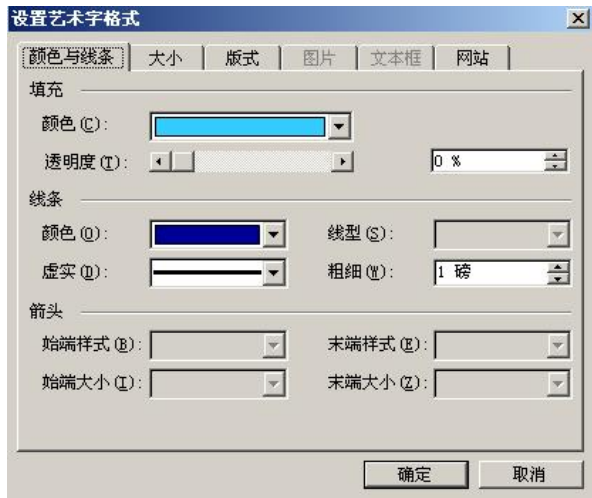 设置艺术字格式
颜色与线条 大小 版式 图片 文本框 网站
填充
颜色(C):
透明度(T): 0 %
线条
颜色(O): 线型(S):
虚实(D): 粗细(W): 1 磅
箭头
始端样式(B): 末端样式(E):
始端大小(I): 末端大小(Z):
确定 取消